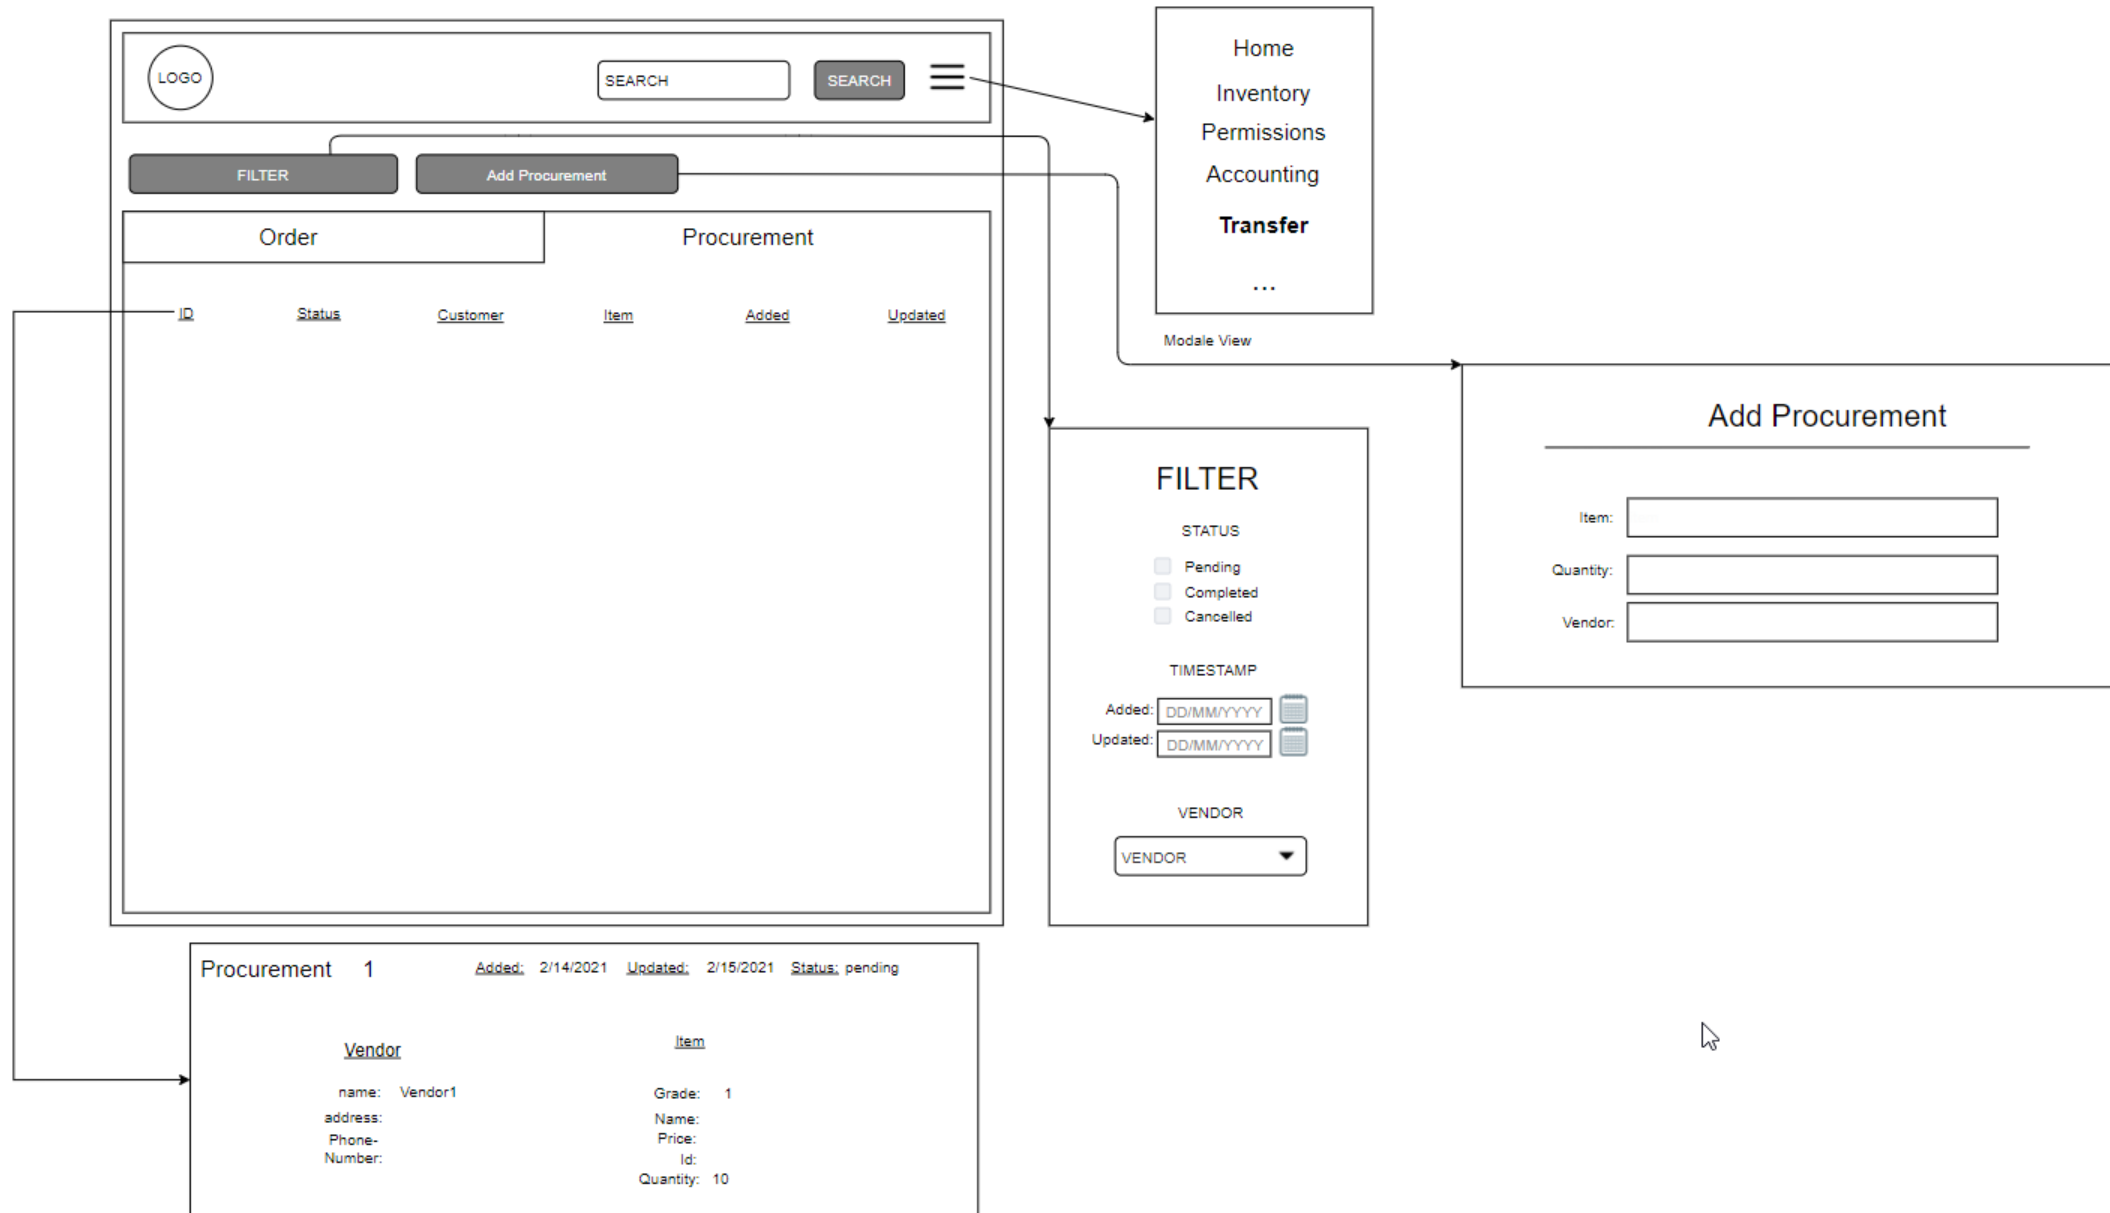 LOGO
SEARCH
SEARCH
FILTER
Add Procurement
Order
Procurement
ID
Status
Customer
Item
Added
Updated
Home
Inventory
Permissions
Accounting
Transfer
...
Modale View
FILTER
STATUS
Pending
Completed
Cancelled
TIMESTAMP
Added: DD/MM/YYYY
Updated: DD/MM/YYYY
VENDOR
VENDOR
Add Procurement
Item:
Quantity:
Vendor:
Procurement 1
Added: 2/14/2021 Updated: 2/15/2021 Status: pending
Vendor
name: Vendor1
address:
Phone-
Number:
Item
Grade: 1
Name:
Price:
Id:
Quantity: 10